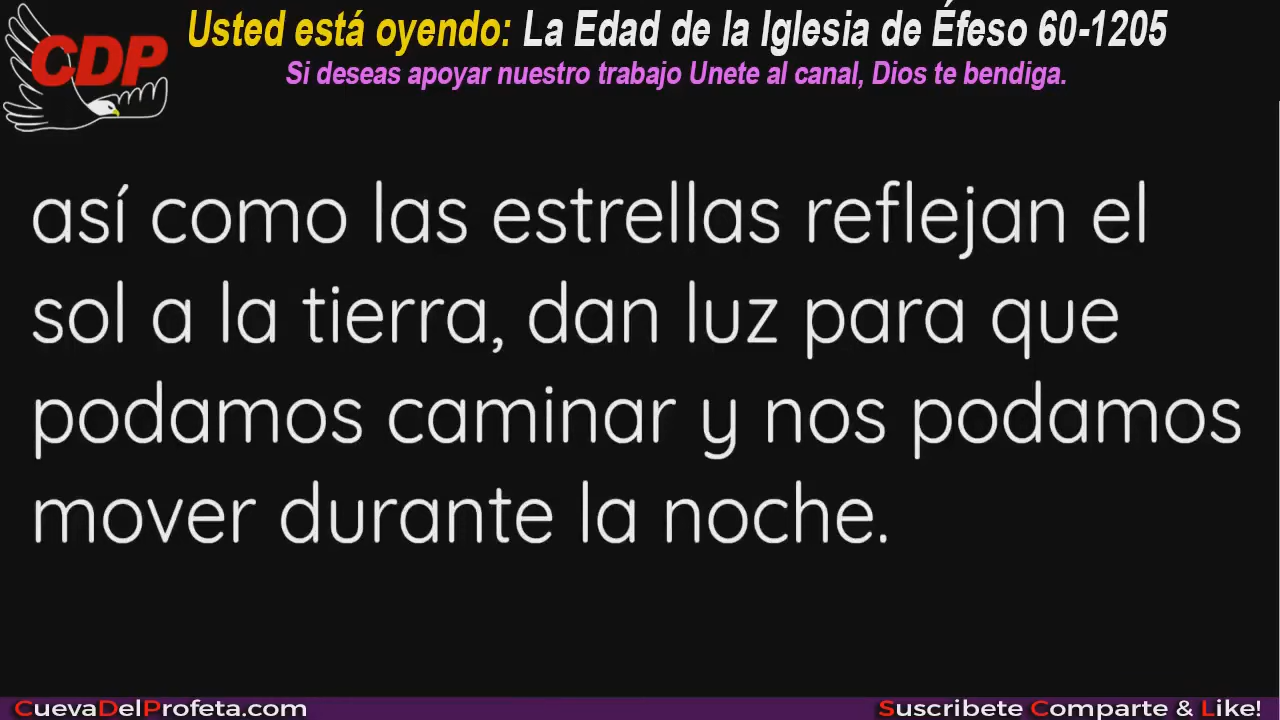 CDP
Usted está oyendo: La Edad de la Iglesia de Éfeso 60-1205
Si deseas apoyar nuestro trabajo Unete al canal, Dios te bendiga.
así como las estrellas reflejan el
sol a la tierra, dan luz para que
podamos caminar y nos podamos
mover durante la noche.
CuevaDelProfeta.com
Suscribete Comparte & Like!